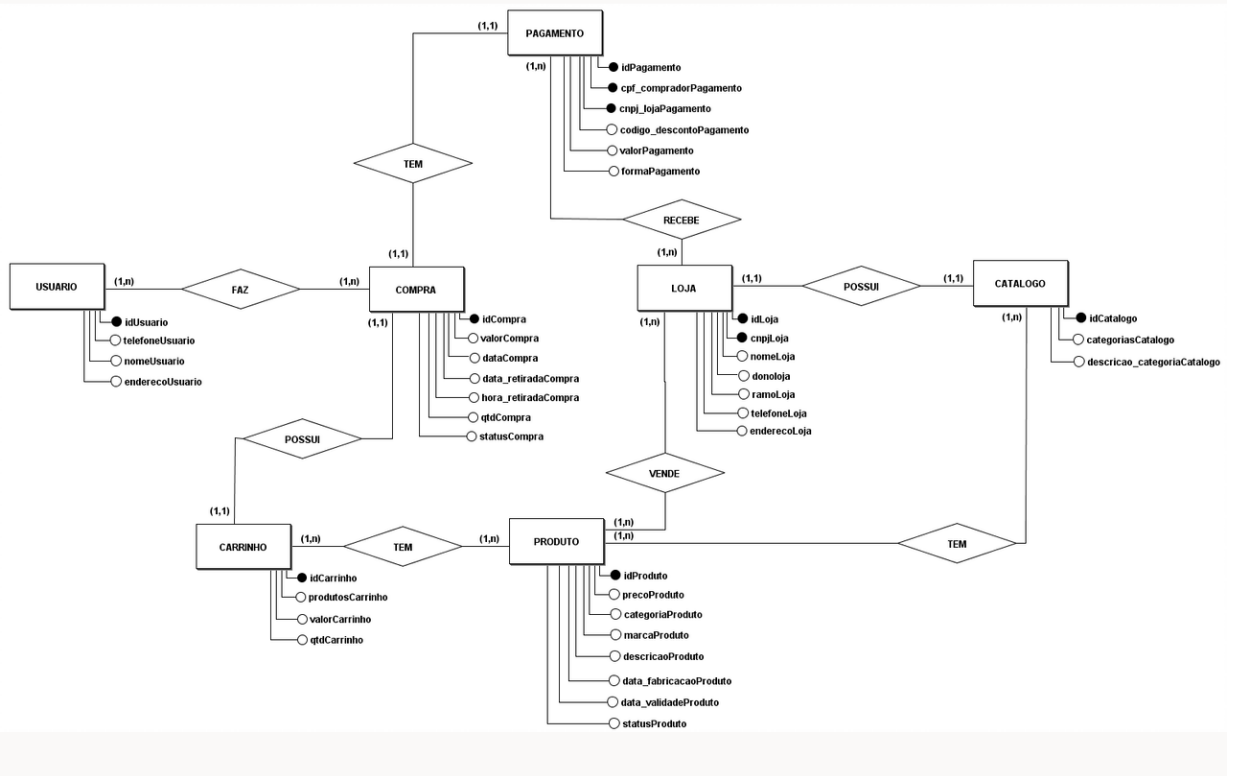 (1,1)
PAGAMENTO
(1,n)
idPagamento
cpf_compradorPagamento
cnpj_lojaPagamento
codigo_descontoPagamento
valorPagamento
formaPagamento
TEM
RECEBE
(1,1)
(1,n)
USUARIO
(1,n)
FAZ
(1,n)
COMPRA
(1,1)
idUsuario
telefoneUsuario
nomeUsuario
enderecoUsuario
idCompra
valorCompra
dataCompra
data_retiradaCompra
hora_retiradaCompra
qtdCompra
statusCompra
LOJA
(1,1)
POSSUI
(1,1)
CATALOGO
(1,n)
(1,n)
idLoja
cnpjLoja
nomeLoja
donoloja
ramoLoja
telefoneLoja
enderecoLoja
idCatalogo
categoriasCatalogo
descricao_categoriaCatalogo
POSSUI
VENDE
(1,1)
CARRINHO
(1,n)
TEM
(1,n)
PRODUTO
(1,n)
(1,n)
TEM
idCarrinho
produtosCarrinho
valorCarrinho
qtdCarrinho
idProduto
precoProduto
categoriaProduto
marcaProduto
descricaoProduto
data_fabricacaoProduto
data_validadeProduto
statusProduto